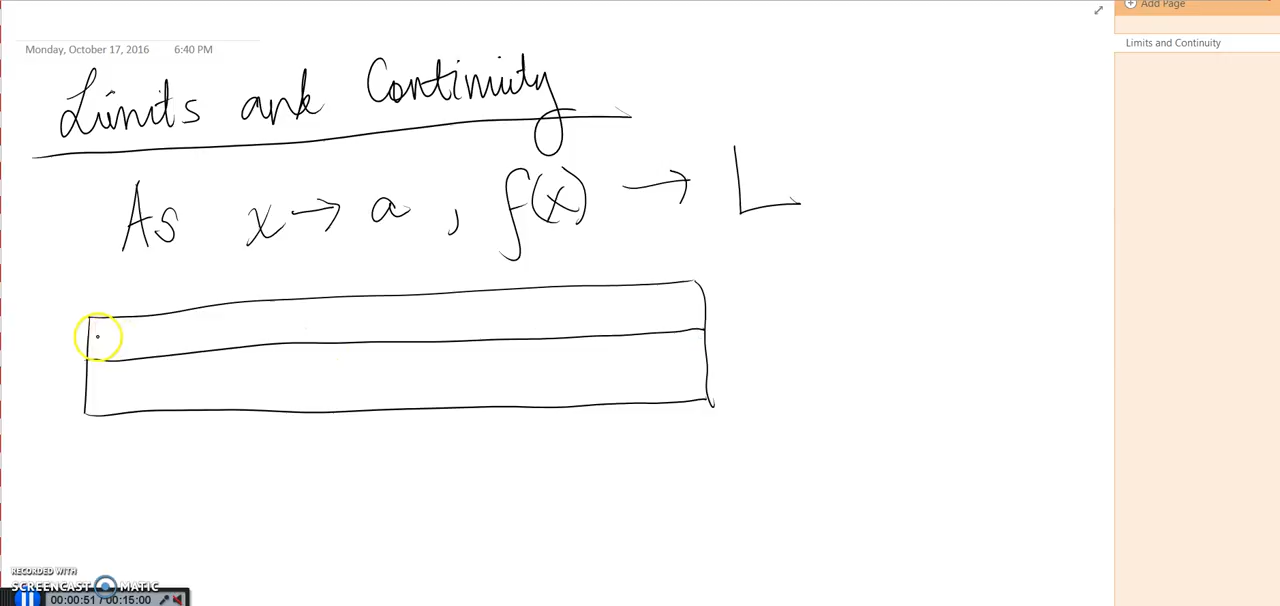 Add Page
Monday, October 17, 2016 6:40 PM
Limits and Continuity
Limits and Continuity
As x → a , f(x) → L
RECORDED WITH
SCREENCAST MATIC
00:00:51 / 00:15:00